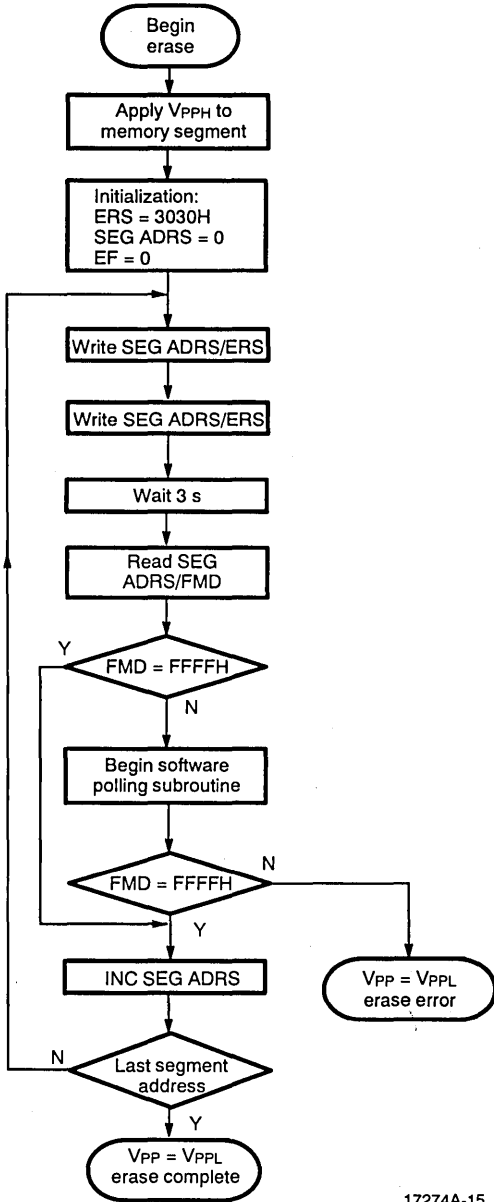 Begin
erase
Apply VPPH to
memory segment
Initialization:
ERS = 3030H
SEG ADRS = 0
EF = 0
Write SEG ADRS/ERS
Write SEG ADRS/ERS
Wait 3 s
Read SEG
ADRS/FMD
Y
FMD = FFFFH
N
Begin software
polling subroutine
FMD = FFFFH
N
Y
INC SEG ADRS
VPP = VPPL
erase error
N
Last segment
address
Y
VPP = VPPL
erase complete
17274A-15